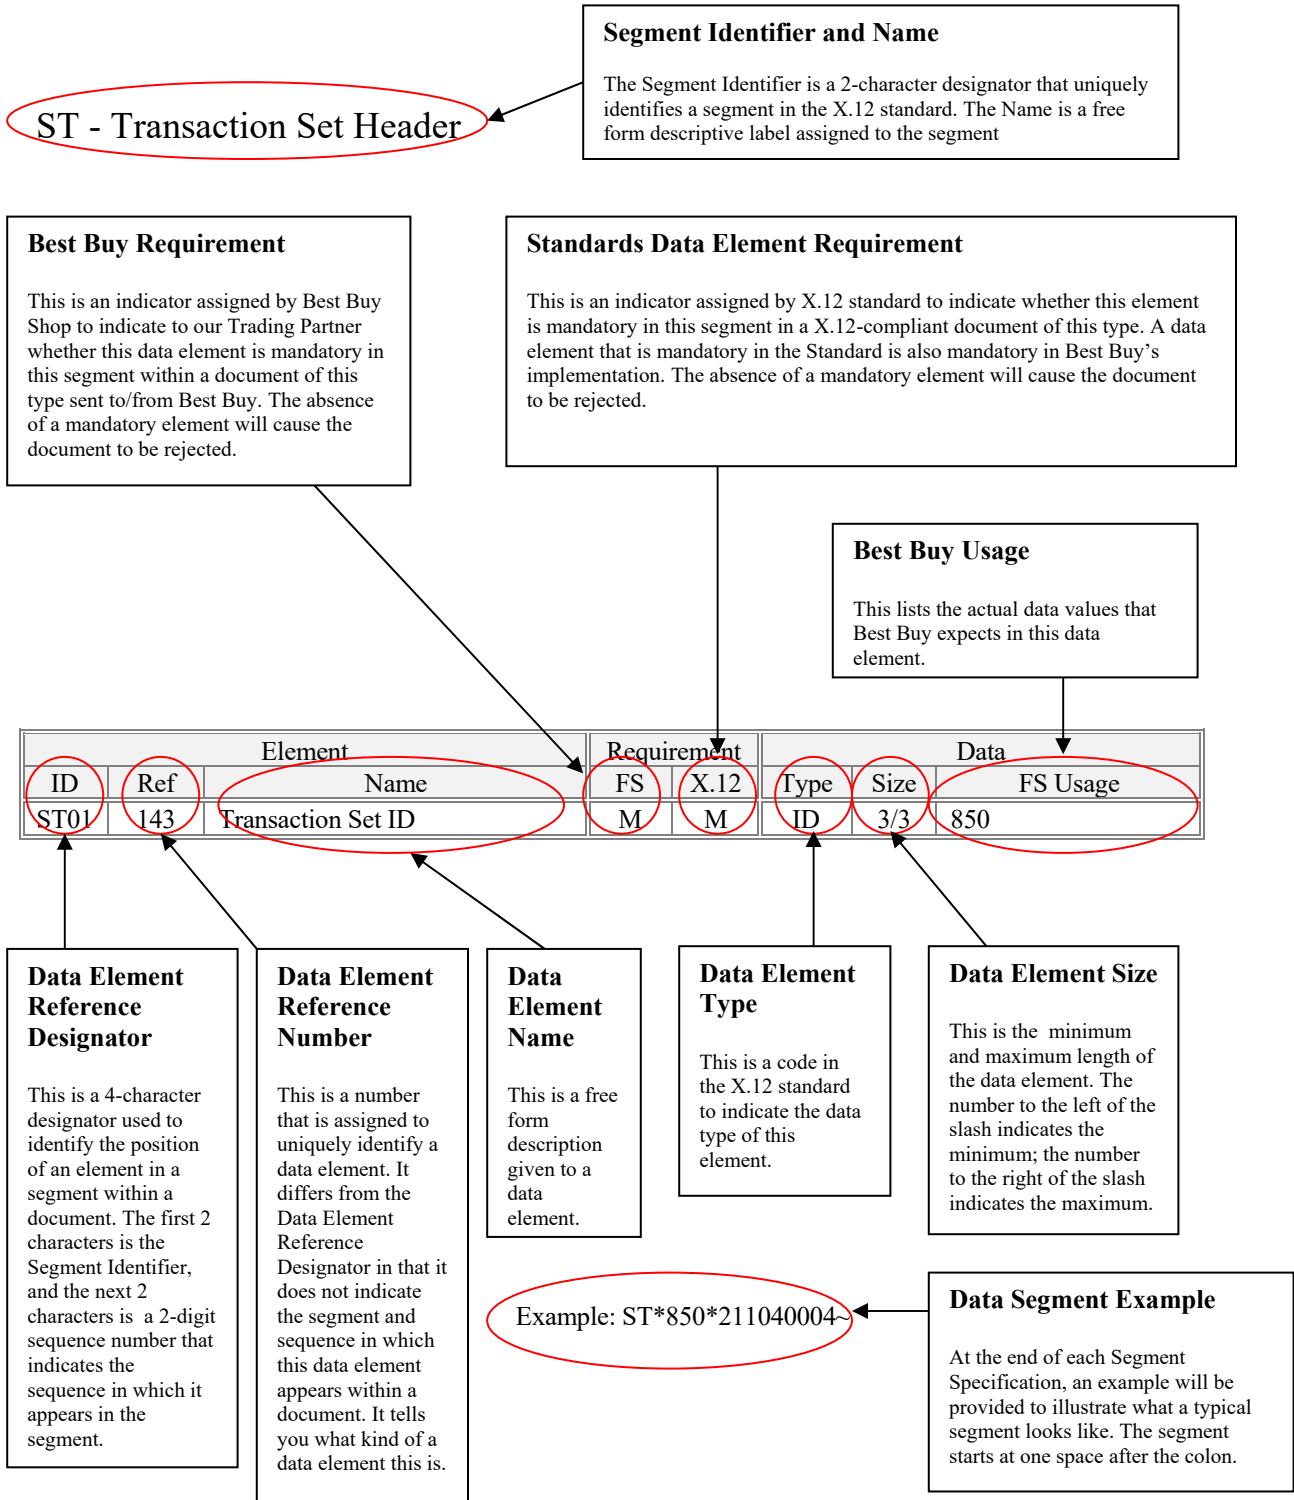 Segment Identifier and Name
The Segment Identifier is a 2-character designator that uniquely
identifies a segment in the X.12 standard. The Name is a free
form descriptive label assigned to the segment
ST - Transaction Set Header
Best Buy Requirement
This is an indicator assigned by Best Buy
Shop to indicate to our Trading Partner
whether this data element is mandatory in
this segment within a document of this
type sent to/from Best Buy. The absence
of a mandatory element will cause the
document to be rejected.
Standards Data Element Requirement
This is an indicator assigned by X.12 standard to indicate whether this element
is mandatory in this segment in a X.12-compliant document of this type. A data
element that is mandatory in the Standard is also mandatory in Best Buy’s
implementation. The absence of a mandatory element will cause the document
to be rejected.
Best Buy Usage
This lists the actual data values that
Best Buy expects in this data
element.
Element Requirement Data
ID Ref Name FS X.12 Type Size FS Usage
ST01 143 Transaction Set ID M M ID 3/3 850
Data Element
Reference
Designator
This is a 4-character
designator used to
identify the position
of an element in a
segment within a
document. The first 2
characters is the
Segment Identifier,
and the next 2
characters is a 2-digit
sequence number that
indicates the
sequence in which it
appears in the
segment.
Data Element
Reference
Number
This is a number
that is assigned to
uniquely identify a
data element. It
differs from the
Data Element
Reference
Designator in that it
does not indicate
the segment and
sequence in which
this data element
appears within a
document. It tells
you what kind of a
data element this is.
Data
Element
Name
This is a free
form
description
given to a
data
element.
Data Element
Type
This is a code in
the X.12 standard
to indicate the data
type of this
element.
Data Element Size
This is the minimum
and maximum length of
the data element. The
number to the left of the
slash indicates the
minimum; the number
to the right of the slash
indicates the maximum.
Example: ST*850*211040004~
Data Segment Example
At the end of each Segment
Specification, an example will be
provided to illustrate what a typical
segment looks like. The segment
starts at one space after the colon.